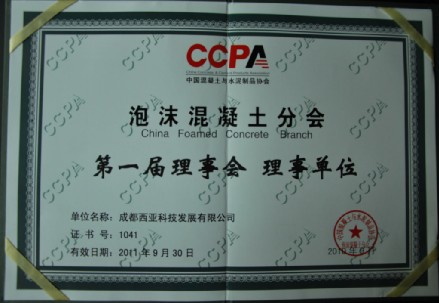 CCPA
中国混凝土与水泥制品协会
泡沫混凝土分会
China Foamed Concrete Branch
第一届理事会 理事单位
单位名称：成都西亚科技发展有限公司
证书号：1041
有效日期：2011年9月30日